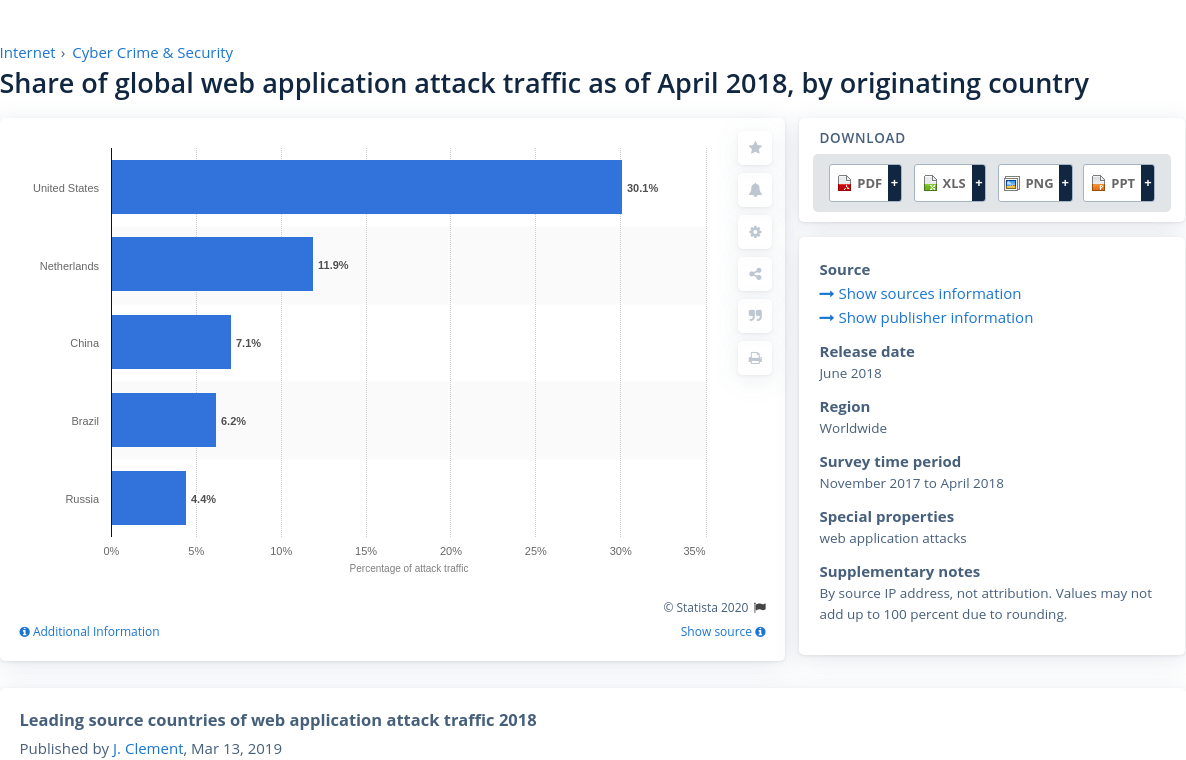 Internet › Cyber Crime & Security
Share of global web application attack traffic as of April 2018, by originating country
United States
30.1%
Netherlands
11.9%
China
7.1%
Brazil
6.2%
Russia
4.4%
0% 5% 10% 15% 20% 25% 30% 35%
Percentage of attack traffic
© Statista 2020
Additional Information
Show source
DOWNLOAD
PDF + XLS + PNG + PPT +
Source
Show sources information
Show publisher information
Release date
June 2018
Region
Worldwide
Survey time period
November 2017 to April 2018
Special properties
web application attacks
Supplementary notes
By source IP address, not attribution. Values may not
add up to 100 percent due to rounding.
Leading source countries of web application attack traffic 2018
Published by J. Clement, Mar 13, 2019